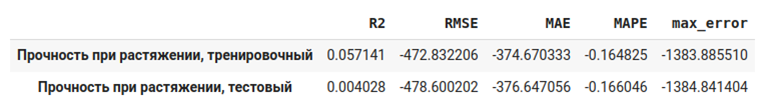 R2 RMSE MAE MAPE max_error
Прочность при растяжении, тренировочный 0.057141 -472.832206 -374.670333 -0.164825 -1383.885510
Прочность при растяжении, тестовый 0.004028 -478.600202 -376.647056 -0.166046 -1384.841404